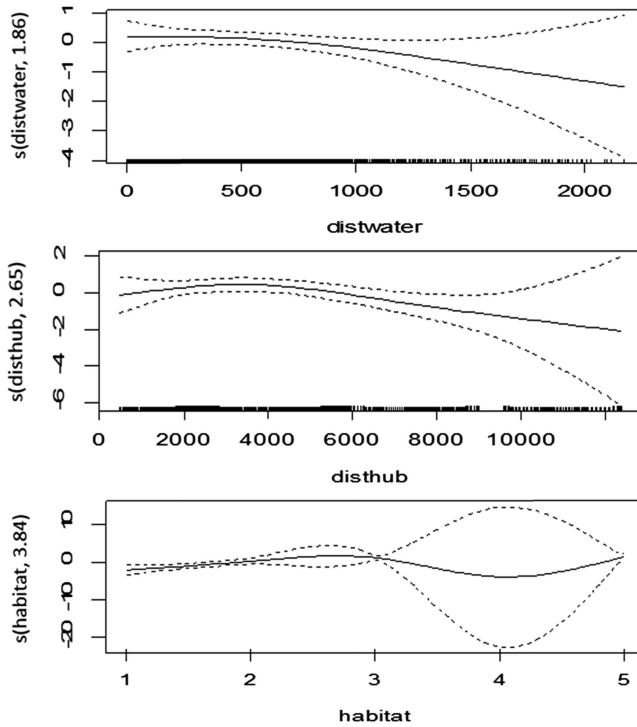 s(distwater, 1.86)
1
0
-1
-2
-3
-4
0 500 1000 1500 2000
distwater
s(disthub, 2.65)
2
0
-2
-4
-6
0 2000 4000 6000 8000 10000
disthub
s(habitat, 3.84)
10
0
-10
-20
1 2 3 4 5
habitat